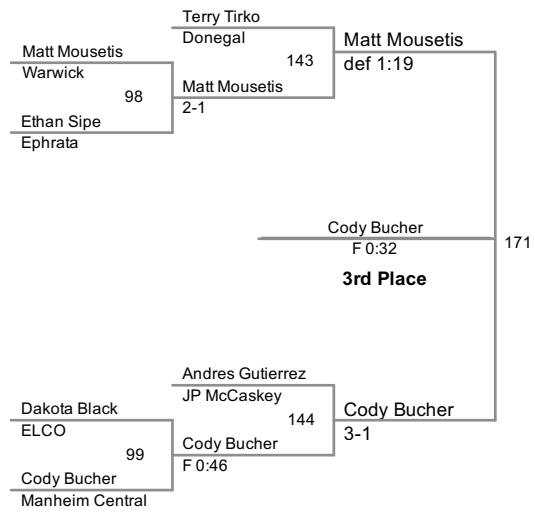 Terry Tirko
Donegal
Matt Mousetis
Warwick
143
Matt Mousetis
def 1:19
98
Matt Mousetis
2-1
Ethan Sipe
Ephrata
Cody Bucher
F 0:32
171
3rd Place
Andres Gutierrez
JP McCaskey
Dakota Black
ELCO
144
Cody Bucher
3-1
99
Cody Bucher
F 0:46
Cody Bucher
Manheim Central